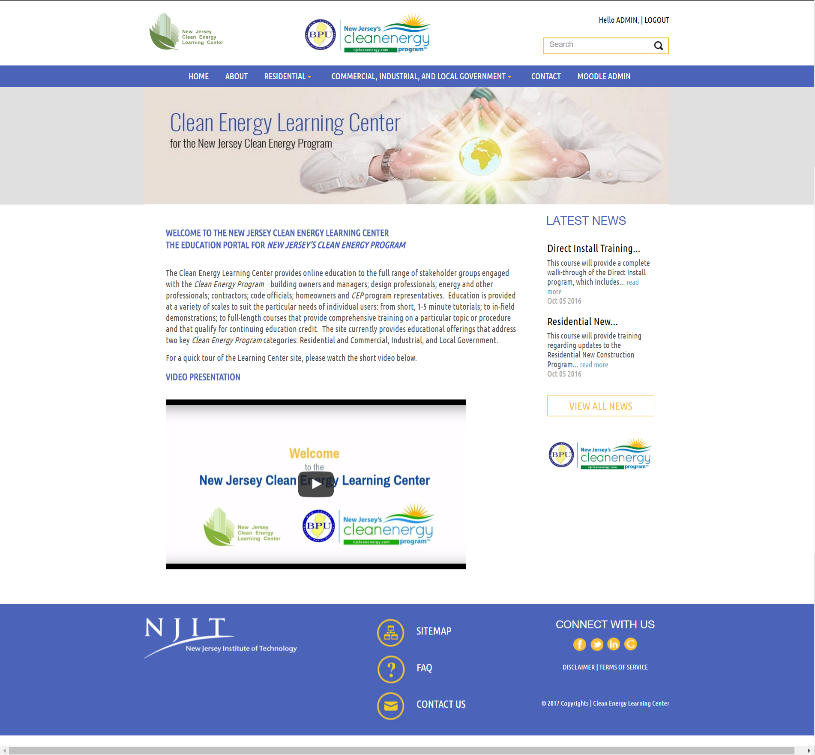 New Jersey
Clean Energy
Learning Center
BPU
New Jersey's
cleanenergy
njcleanenergy.com
program™
Hello ADMIN, | LOGOUT
Search
HOME ABOUT RESIDENTIAL COMMERCIAL, INDUSTRIAL, AND LOCAL GOVERNMENT CONTACT MOODLE ADMIN
Clean Energy Learning Center
for the New Jersey Clean Energy Program
WELCOME TO THE NEW JERSEY CLEAN ENERGY LEARNING CENTER
THE EDUCATION PORTAL FOR NEW JERSEY'S CLEAN ENERGY PROGRAM
The Clean Energy Learning Center provides online education to the full range of stakeholder groups engaged
with the Clean Energy Program building owners and managers; design professionals; energy and other
professionals; contractors; code officials; homeowners and CEP program representatives. Education is provided
at a variety of scales to suit the particular needs of individual users: from short, 1-5 minute tutorials; to in-field
demonstrations; to full-length courses that provide comprehensive training on a particular topic or procedure
and that qualify for continuing education credit. The site currently provides educational offerings that address
two key Clean Energy Program categories: Residential and Commercial, Industrial, and Local Government.
For a quick tour of the Learning Center site, please watch the short video below.
VIDEO PRESENTATION
Welcome
to the
New Jersey Clean Energy Learning Center
New Jersey
Clean Energy
Learning Center
BPU
New Jersey's
cleanenergy
njcleanenergy.com
program™
LATEST NEWS
Direct Install Training...
This course will provide a complete
walk-through of the Direct Install
program, which includes... read
more
Oct 05 2016
Residential New...
This course will provide training
regarding updates to the
Residential New Construction
Program... read more
Oct 05 2016
VIEW ALL NEWS
BPU
New Jersey's
cleanenergy
njcleanenergy.com
program™
NJIT
New Jersey Institute of Technology
SITEMAP
FAQ
CONTACT US
CONNECT WITH US
DISCLAIMER | TERMS OF SERVICE
© 2017 Copyrights | Clean Energy Learning Center